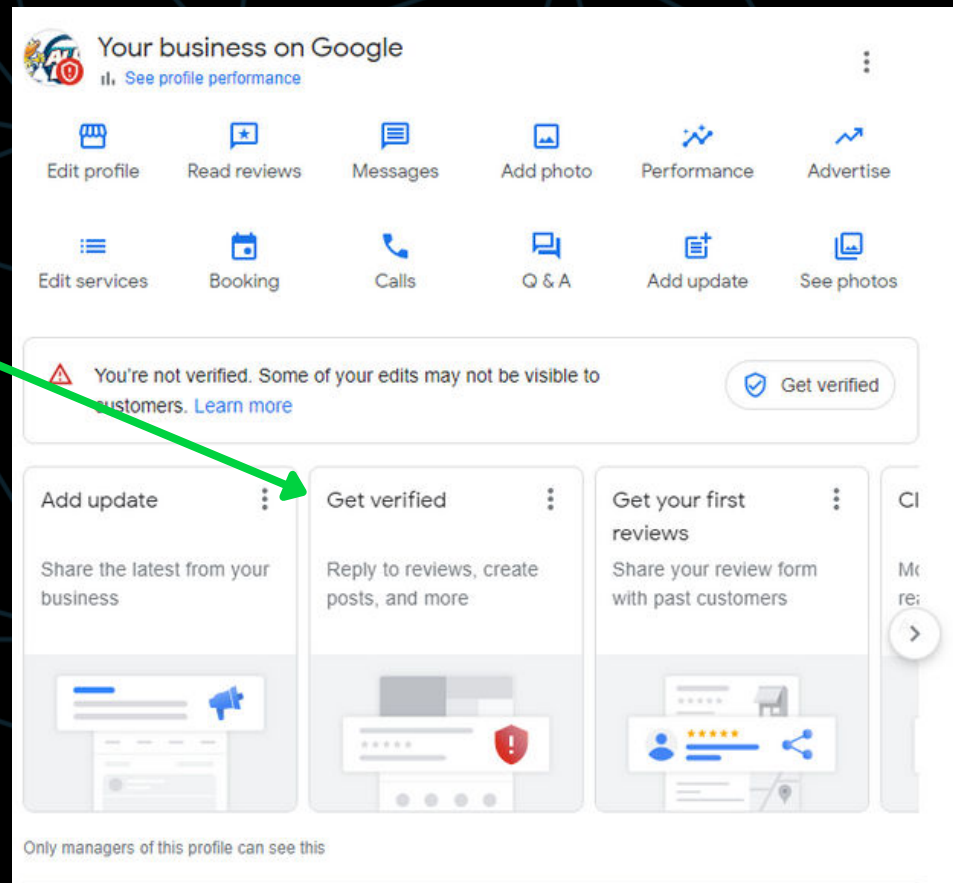 Your business on Google
See profile performance
Edit profile
Read reviews
Messages
Add photo
Performance
Advertise
Edit services
Booking
Calls
Q & A
Add update
See photos
You're not verified. Some of your edits may not be visible to
customers. Learn more
Get verified
Add update
Share the latest from your
business
Get verified
Reply to reviews, create
posts, and more
Get your first
reviews
Share your review form
with past customers
Only managers of this profile can see this